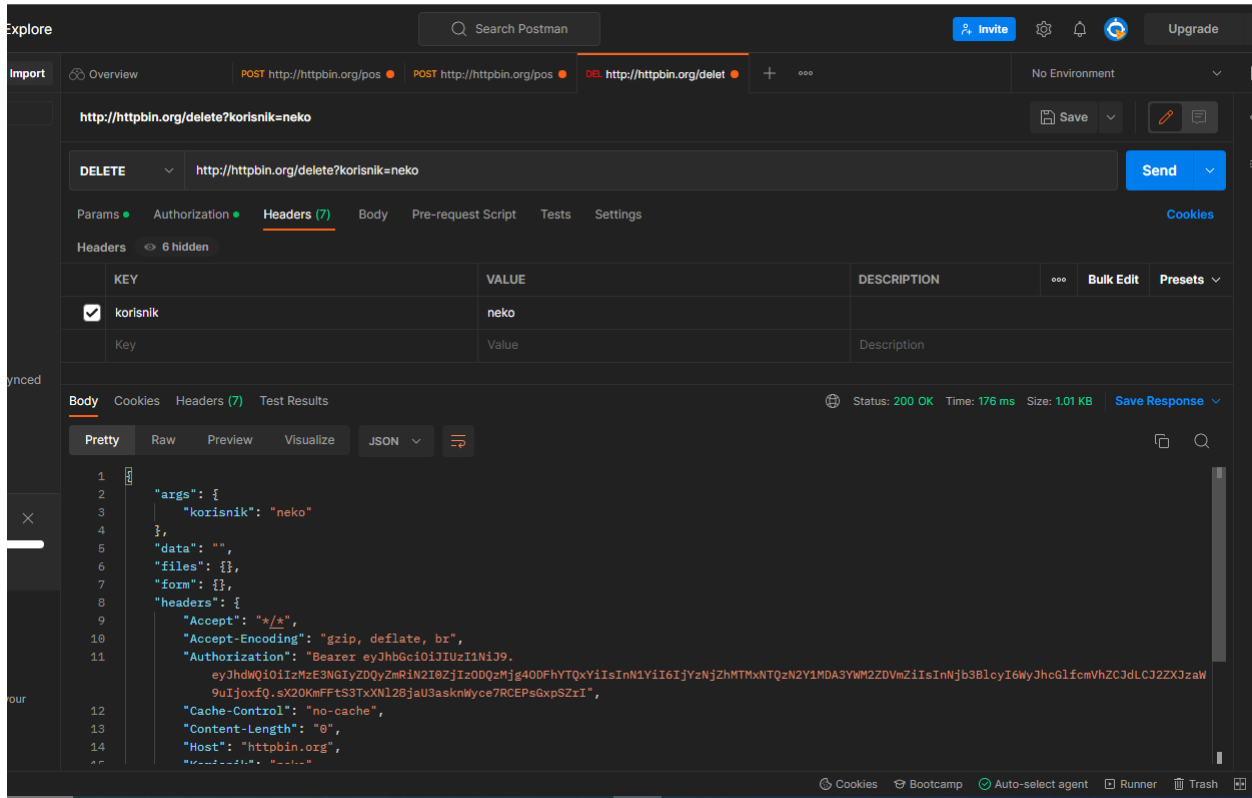 Explore
Search Postman
Invite
Upgrade
Import
Overview
POST http://httpbin.org/pos
POST http://httpbin.org/pos
DEL http://httpbin.org/delet
No Environment
http://httpbin.org/delete?korisnik=neko
Save
DELETE
http://httpbin.org/delete?korisnik=neko
Send
Params
Authorization
Headers (7)
Body
Pre-request Script
Tests
Settings
Cookies
Headers
6 hidden
KEY
VALUE
DESCRIPTION
Bulk Edit
Presets
korisnik
neko
Key
Value
Description
ynced
Body
Cookies
Headers (7)
Test Results
Status: 200 OK
Time: 176 ms
Size: 1.01 KB
Save Response
Pretty
Raw
Preview
Visualize
JSON
1 {
2 "args": {
3 "korisnik": "neko"
4 },
5 "data": "",
6 "files": {},
7 "form": {},
8 "headers": {
9 "Accept": "*/*",
10 "Accept-Encoding": "gzip, deflate, br",
11 "Authorization": "Bearer eyJhbGciOiJIUzI1NiJ9.
12 "Cache-Control": "no-cache",
13 "Content-Length": "0",
14 "Host": "httpbin.org",
15 "Korisnik": "neko"
your
Cookies
Bootcamp
Auto-select agent
Runner
Trash